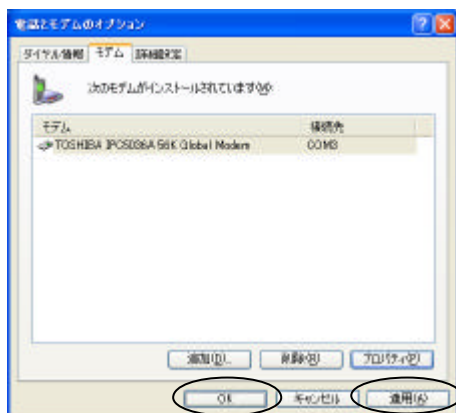 電話とモデムのオプション
ダイヤル情報 モデム 詳細設定
次のモデムがインストールされています(M):
モデム 接続先
TOSHIBA IPC5036A 56K Global Modem COM3
追加(D)... 削除(R) プロパティ(P)
OK キャンセル 適用(A)